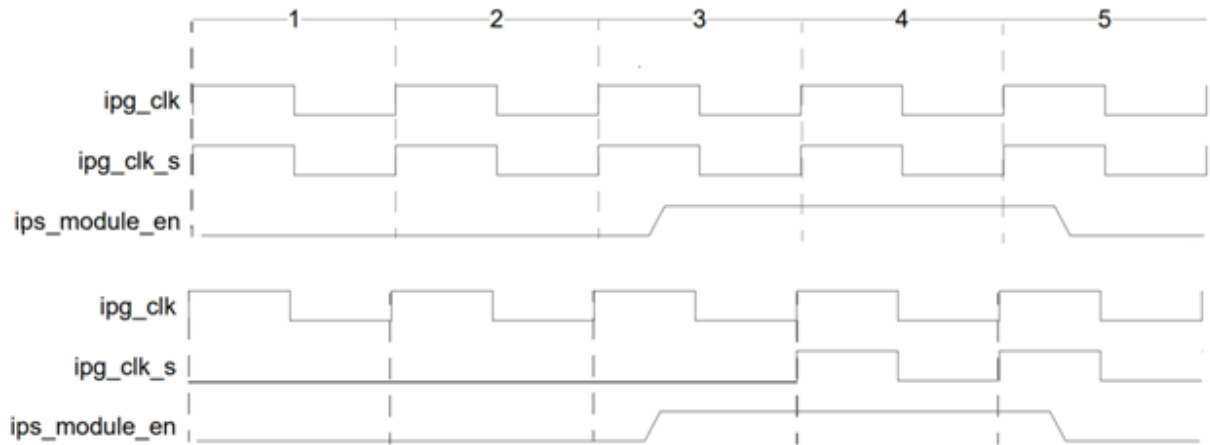 1 2 3 4 5
ipg_clk
ipg_clk_s
ips_module_en
ipg_clk
ipg_clk_s
ips_module_en